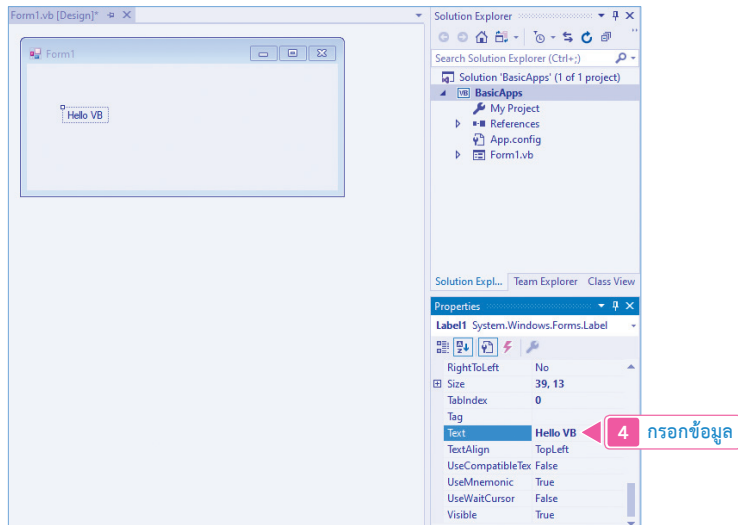 Form1.vb [Design]*
Form1
Hello VB
Solution Explorer
Search Solution Explorer (Ctrl+;)
Solution 'BasicApps' (1 of 1 project)
VB BasicApps
My Project
References
App.config
Form1.vb
Solution Expl... Team Explorer Class View
Properties
Label1 System.Windows.Forms.Label
RightToLeft No
Size 39, 13
TabIndex 0
Tag
Text Hello VB
4 กรอกข้อมูล
TextAlign TopLeft
UseCompatibleTex False
UseMnemonic True
UseWaitCursor False
Visible True